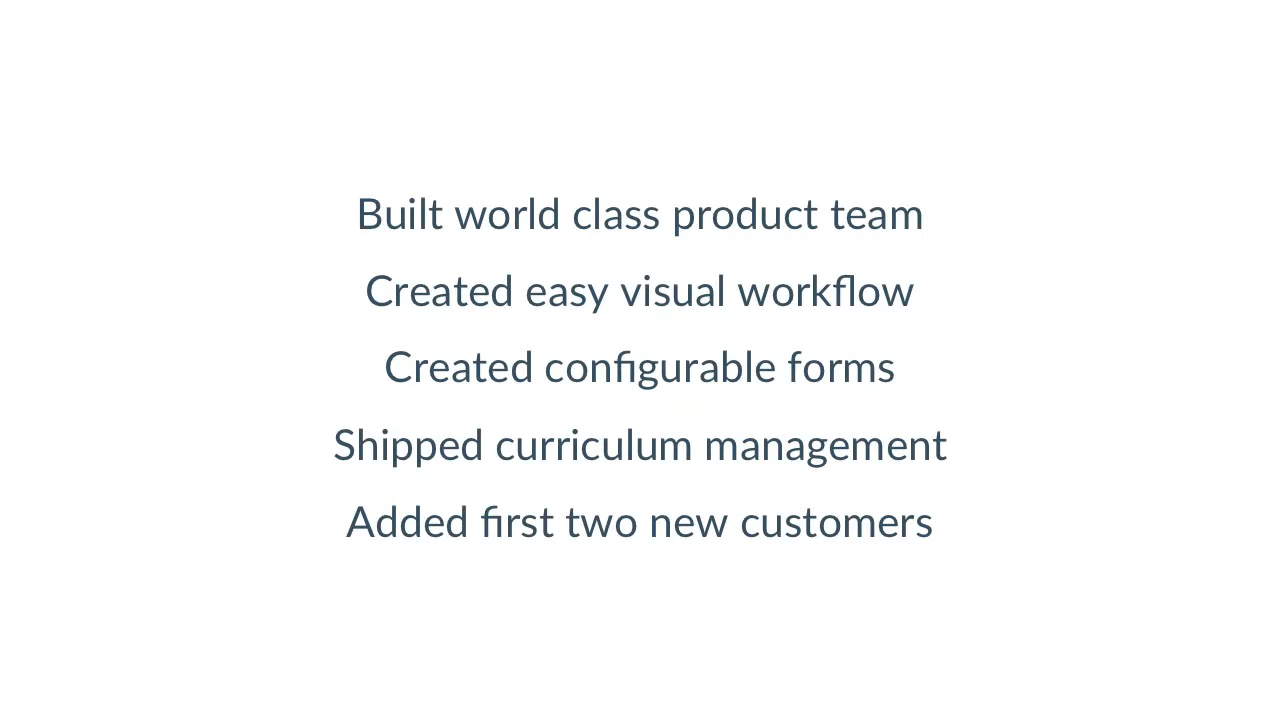 Built world class product team
Created easy visual workflow
Created configurable forms
Shipped curriculum management
Added first two new customers